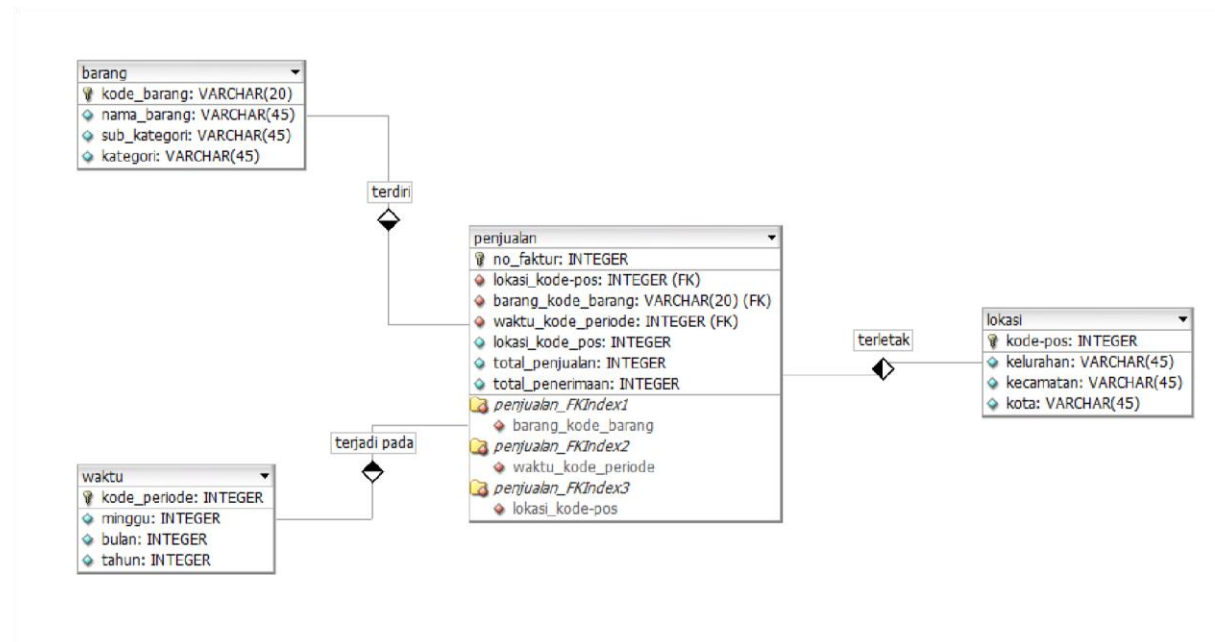 barang
kode_barang: VARCHAR(20)
nama_barang: VARCHAR(45)
sub_kategori: VARCHAR(45)
kategori: VARCHAR(45)
terdiri
penjualan
no_faktur: INTEGER
lokasi_kode-pos: INTEGER (FK)
barang_kode_barang: VARCHAR(20) (FK)
waktu_kode_periode: INTEGER (FK)
lokasi_kode_pos: INTEGER
total_penjualan: INTEGER
total_penerimaan: INTEGER
penjualan_FKIndex1
barang_kode_barang
penjualan_FKIndex2
waktu_kode_periode
penjualan_FKIndex3
lokasi_kode-pos
terletak
lokasi
kode-pos: INTEGER
kelurahan: VARCHAR(45)
kecamatan: VARCHAR(45)
kota: VARCHAR(45)
terjadi pada
waktu
kode_periode: INTEGER
minggu: INTEGER
bulan: INTEGER
tahun: INTEGER